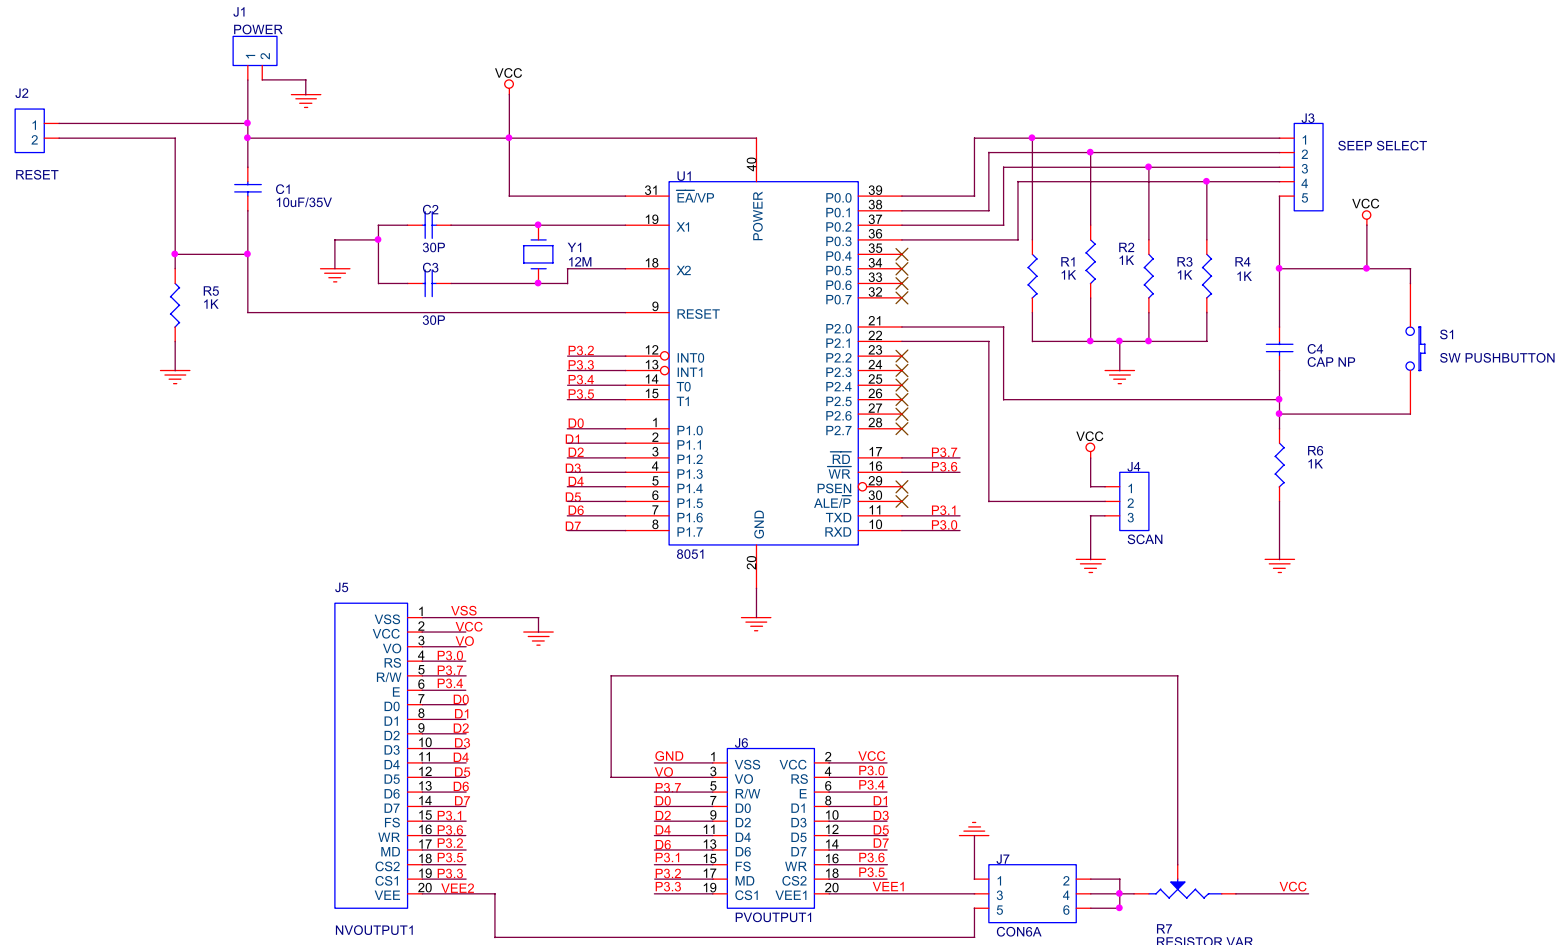 J1
POWER
1 2
J2
1
2
RESET
VCC
C1
10uF/35V
R5
1K
C2
30P
C3
30P
Y1
12M
U1
40
POWER
31 EA/VP
19 X1
18 X2
9 RESET
P3.2 12 INT0
P3.3 13 INT1
P3.4 14 T0
P3.5 15 T1
D0 1 P1.0
D1 2 P1.1
D2 3 P1.2
D3 4 P1.3
D4 5 P1.4
D5 6 P1.5
D6 7 P1.6
D7 8 P1.7
P0.0 39
P0.1 38
P0.2 37
P0.3 36
P0.4 35
P0.5 34
P0.6 33
P0.7 32
P2.0 21
P2.1 22
P2.2 23
P2.3 24
P2.4 25
P2.5 26
P2.6 27
P2.7 28
RD 17 P3.7
WR 16 P3.6
PSEN 29
ALE/P 30
TXD 11 P3.1
RXD 10 P3.0
GND
20
8051
J3
1
2
3
4
5
SEEP SELECT
R1
1K
R2
1K
R3
1K
R4
1K
VCC
C4
CAP NP
S1
SW PUSHBUTTON
R6
1K
VCC
J4
1
2
3
SCAN
J5
VSS 1 VSS
VCC 2 VCC
VO 3 VO
RS 4 P3.0
R/W 5 P3.7
E 6 P3.4
D0 7 D0
D1 8 D1
D2 9 D2
D3 10 D3
D4 11 D4
D5 12 D5
D6 13 D6
D7 14 D7
FS 15 P3.1
WR 16 P3.6
MD 17 P3.2
CS2 18 P3.5
CS1 19 P3.3
VEE 20 VEE2
NVOUTPUT1
J6
GND 1 VSS VCC 2 VCC
VO 3 VO RS 4 P3.0
P3.7 5 R/W E 6 P3.4
D0 7 D0 D1 8 D1
D2 9 D2 D3 10 D3
D4 11 D4 D5 12 D5
D6 13 D6 D7 14 D7
P3.1 15 FS WR 16 P3.6
P3.2 17 MD CS2 18 P3.5
P3.3 19 CS1 VEE1 20 VEE1
PVOUTPUT1
J7
1 2
3 4
5 6
CON6A
VCC
R7
RESISTOR VAR